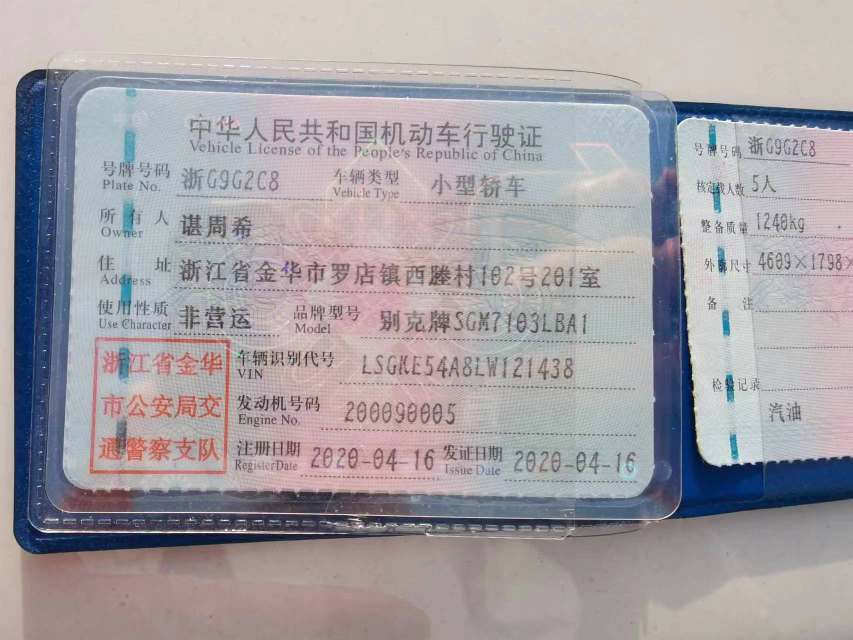 中华人民共和国机动车行驶证
Vehicle License of the People's Republic of China
号牌号码 浙G9G2C8 车辆类型 小型轿车
Plate No. Vehicle Type
所有人 谌周希
Owner
住址 浙江省金华市罗店镇西塍村102号201室
Address
使用性质 非营运 品牌型号 别克牌SGM7103LBA1
Use Character Model
浙江省金华
市公安局交
通警察支队
车辆识别代号 LSGKE54A8LW121438
VIN
发动机号码 200090005
Engine No.
注册日期 2020-04-16 发证日期 2020-04-16
Register Date Issue Date
号牌号码 浙G9G2C8
核定载人数 5人
整备质量 1240kg
外廓尺寸 4609×1798×
备注
检验记录
汽油